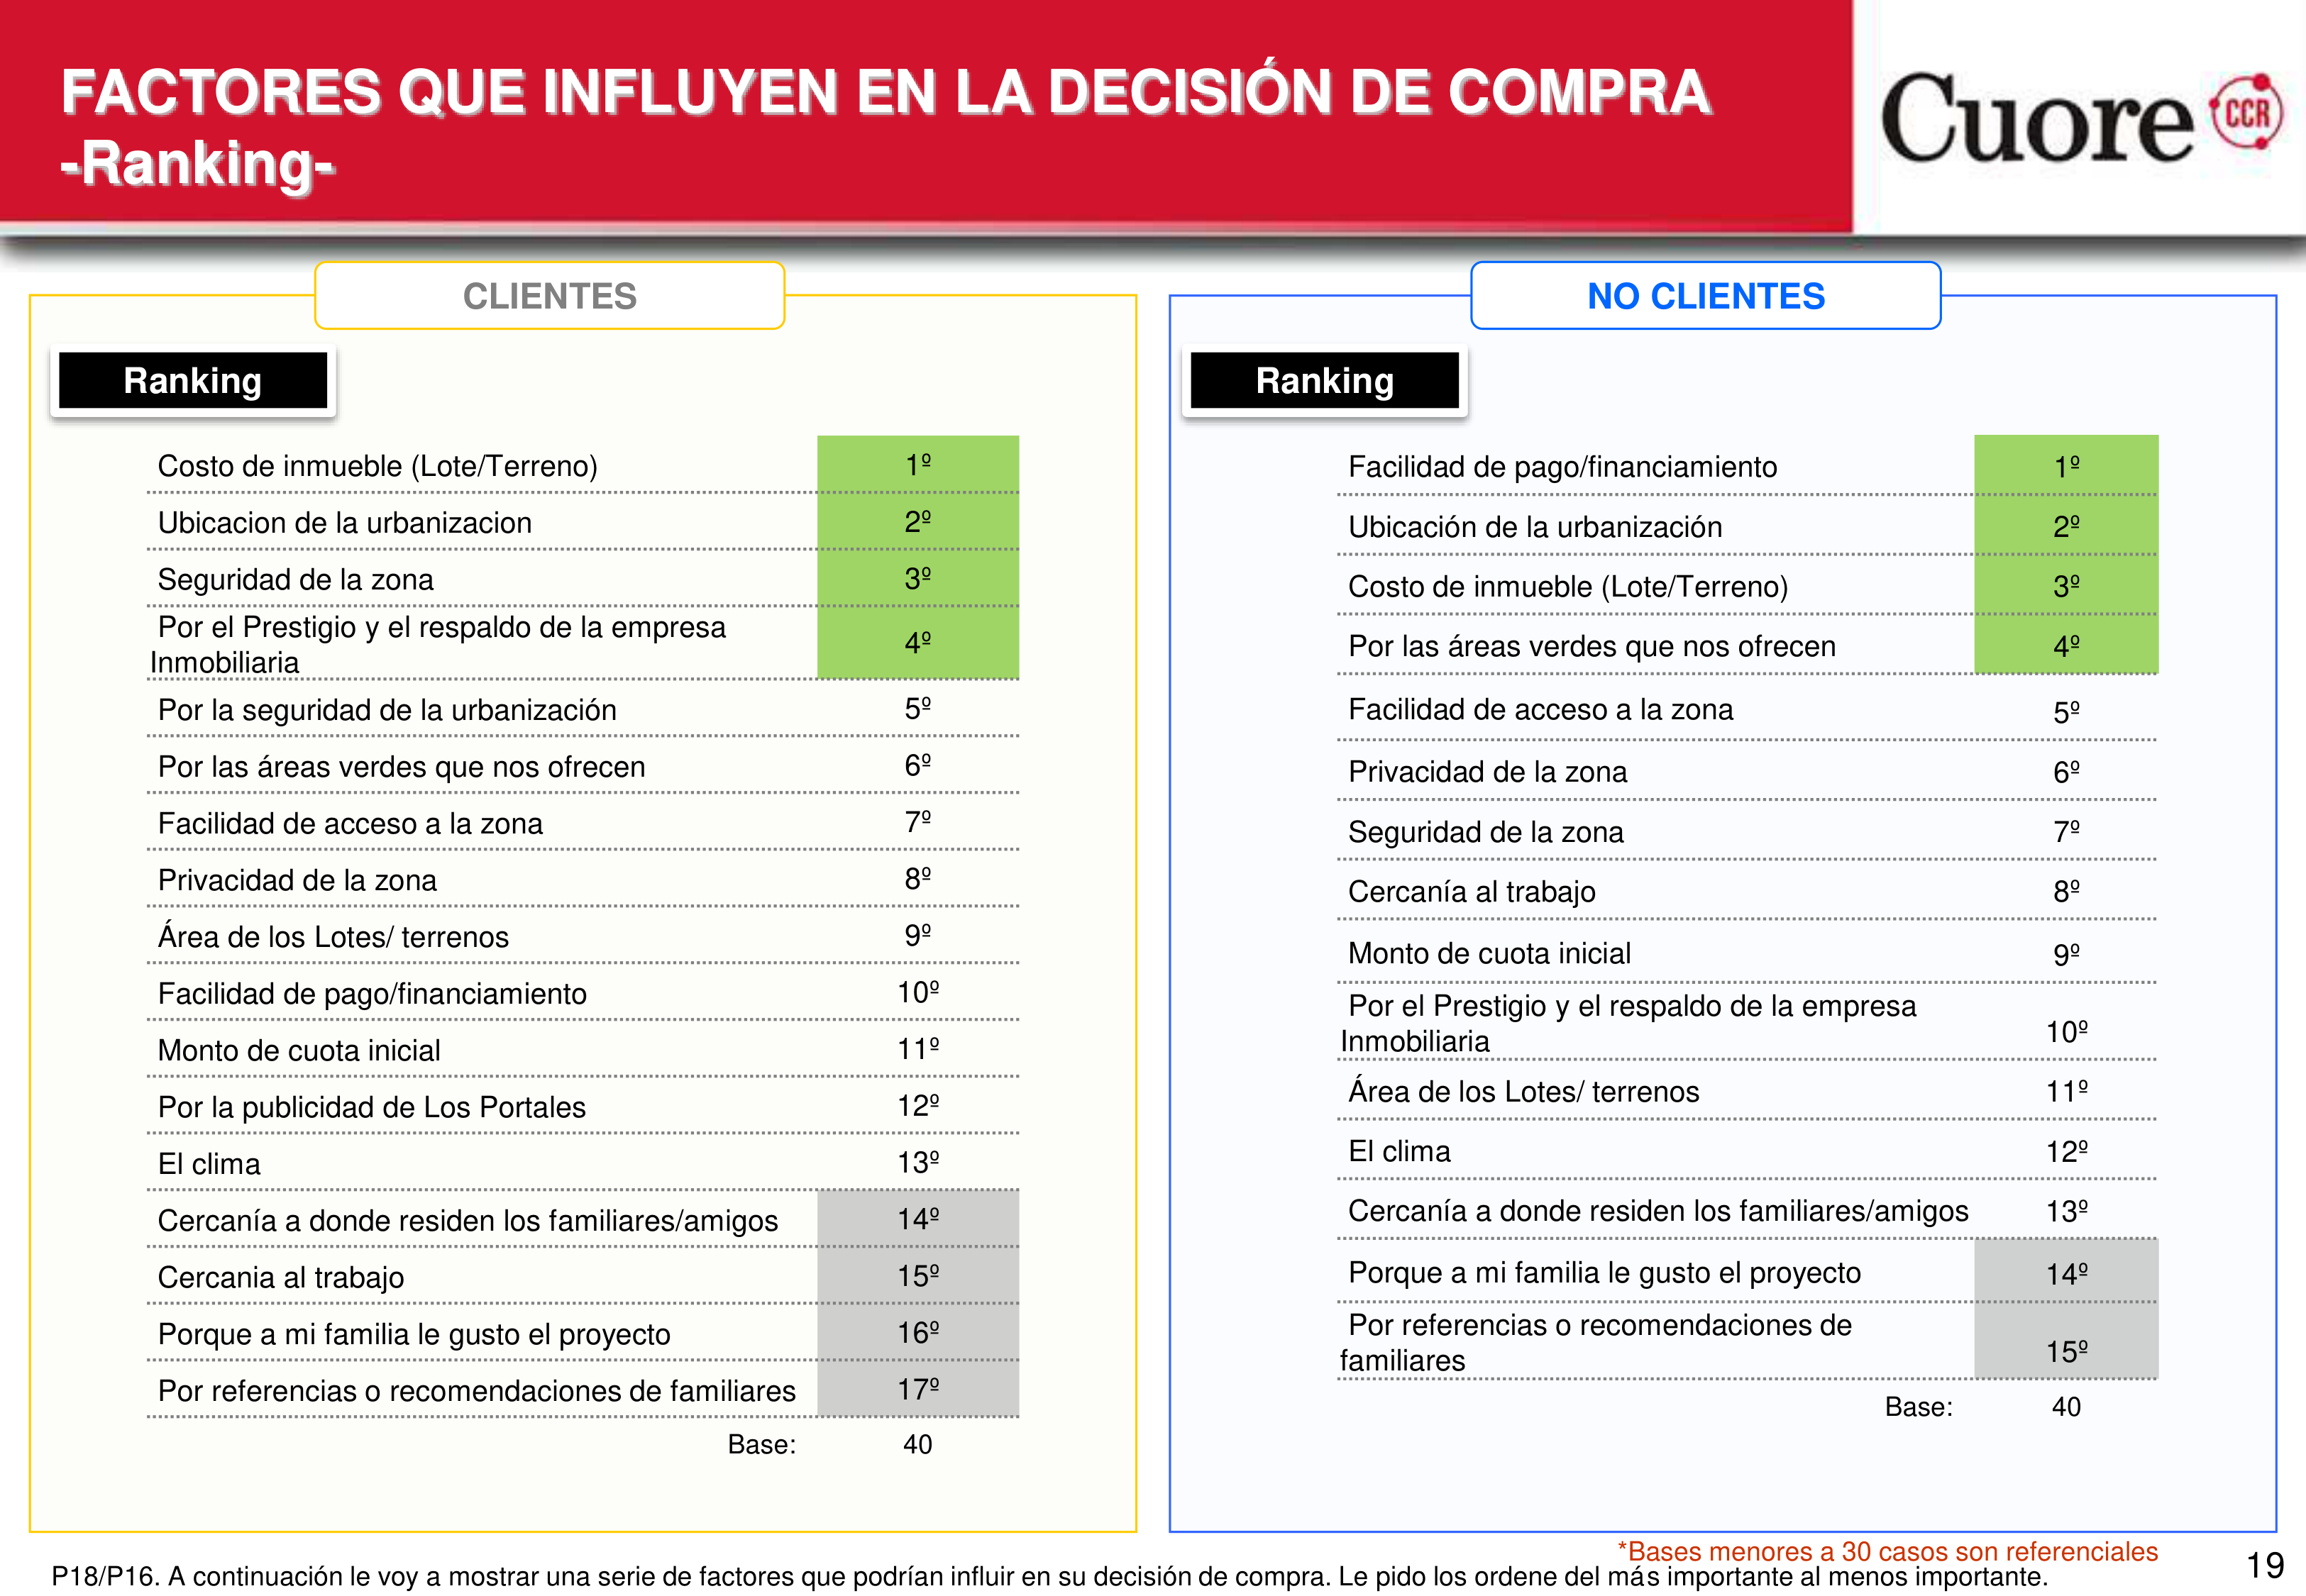 FACTORES QUE INFLUYEN EN LA DECISIÓN DE COMPRA
-Ranking-
Cuore CCR
CLIENTES
Ranking
Costo de inmueble (Lote/Terreno) 1º
Ubicacion de la urbanizacion 2º
Seguridad de la zona 3º
Por el Prestigio y el respaldo de la empresa
Inmobiliaria 4º
Por la seguridad de la urbanización 5º
Por las áreas verdes que nos ofrecen 6º
Facilidad de acceso a la zona 7º
Privacidad de la zona 8º
Área de los Lotes/ terrenos 9º
Facilidad de pago/financiamiento 10º
Monto de cuota inicial 11º
Por la publicidad de Los Portales 12º
El clima 13º
Cercanía a donde residen los familiares/amigos 14º
Cercania al trabajo 15º
Porque a mi familia le gusto el proyecto 16º
Por referencias o recomendaciones de familiares 17º
Base: 40
NO CLIENTES
Ranking
Facilidad de pago/financiamiento 1º
Ubicación de la urbanización 2º
Costo de inmueble (Lote/Terreno) 3º
Por las áreas verdes que nos ofrecen 4º
Facilidad de acceso a la zona 5º
Privacidad de la zona 6º
Seguridad de la zona 7º
Cercanía al trabajo 8º
Monto de cuota inicial 9º
Por el Prestigio y el respaldo de la empresa
Inmobiliaria 10º
Área de los Lotes/ terrenos 11º
El clima 12º
Cercanía a donde residen los familiares/amigos 13º
Porque a mi familia le gusto el proyecto 14º
Por referencias o recomendaciones de
familiares 15º
Base: 40
*Bases menores a 30 casos son referenciales
P18/P16. A continuación le voy a mostrar una serie de factores que podrían influir en su decisión de compra. Le pido los ordene del más importante al menos importante.
19